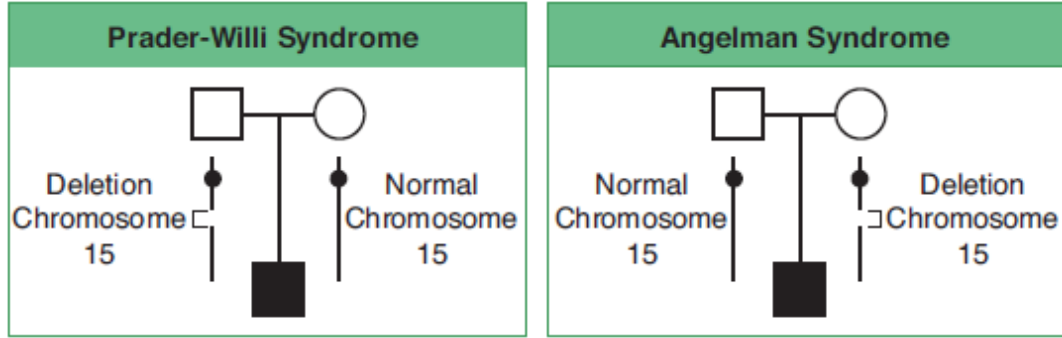 Prader-Willi Syndrome
Deletion
Chromosome
15
Normal
Chromosome
15
Angelman Syndrome
Normal
Chromosome
15
Deletion
Chromosome
15